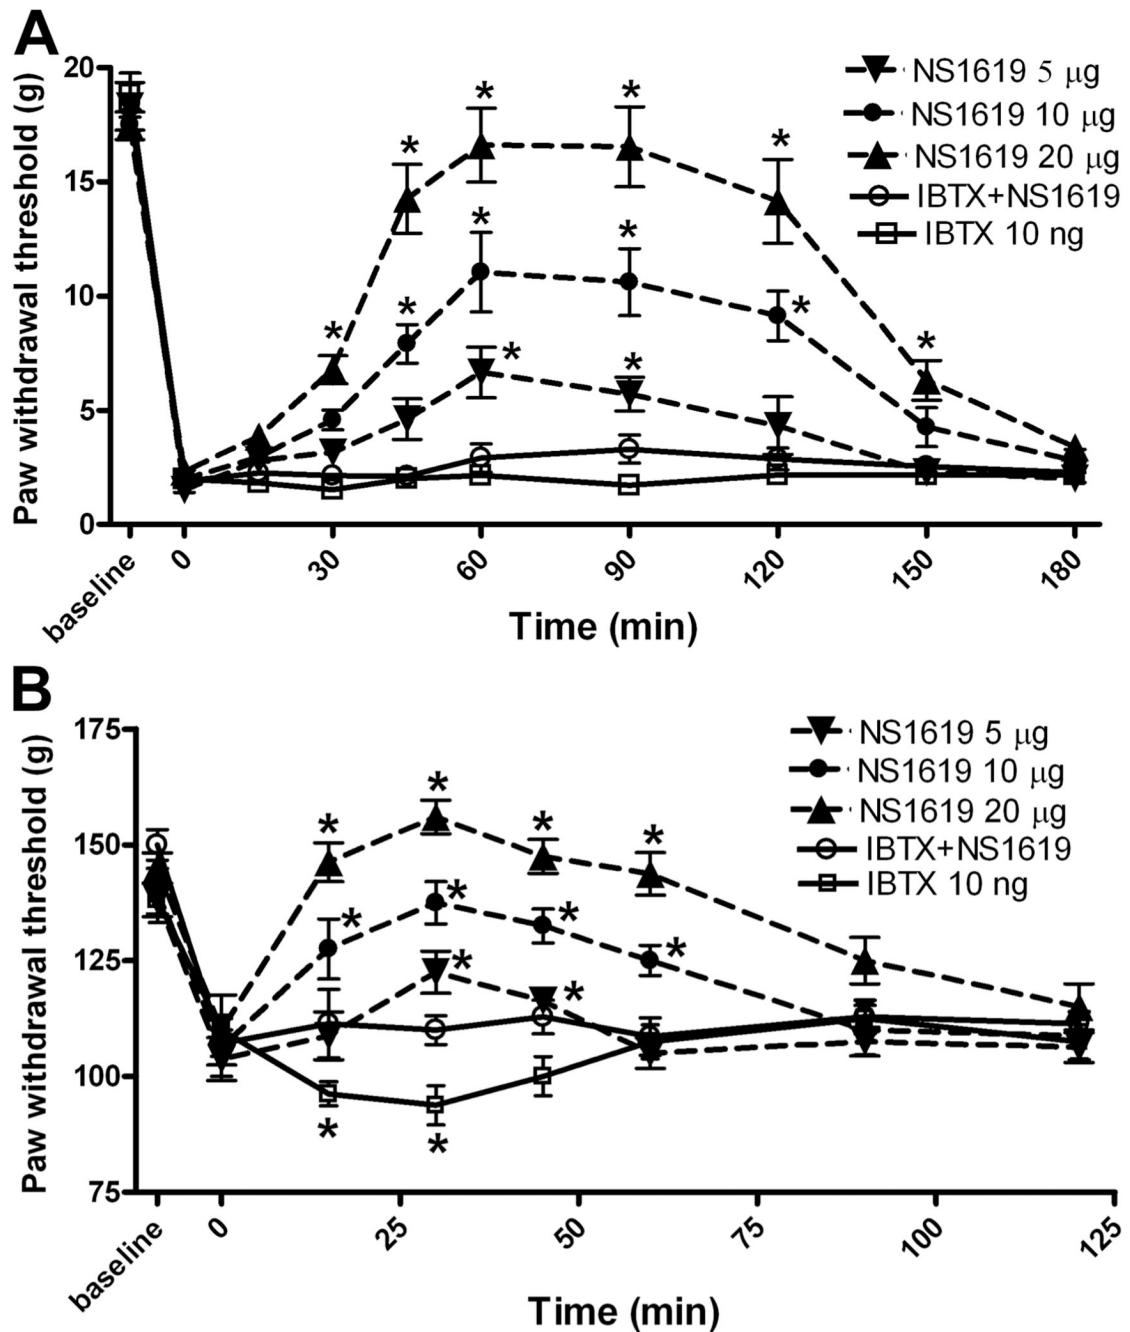 A
Paw withdrawal threshold (g)
20
15
10
5
0
NS1619 5 μg
NS1619 10 μg
NS1619 20 μg
IBTX+NS1619
IBTX 10 ng
* * * * * * * * * * * *
baseline 0 30 60 90 120 150 180
Time (min)
B
Paw withdrawal threshold (g)
175
150
125
100
75
NS1619 5 μg
NS1619 10 μg
NS1619 20 μg
IBTX+NS1619
IBTX 10 ng
* * * * * * * * * * * *
baseline 0 25 50 75 100 125
Time (min)